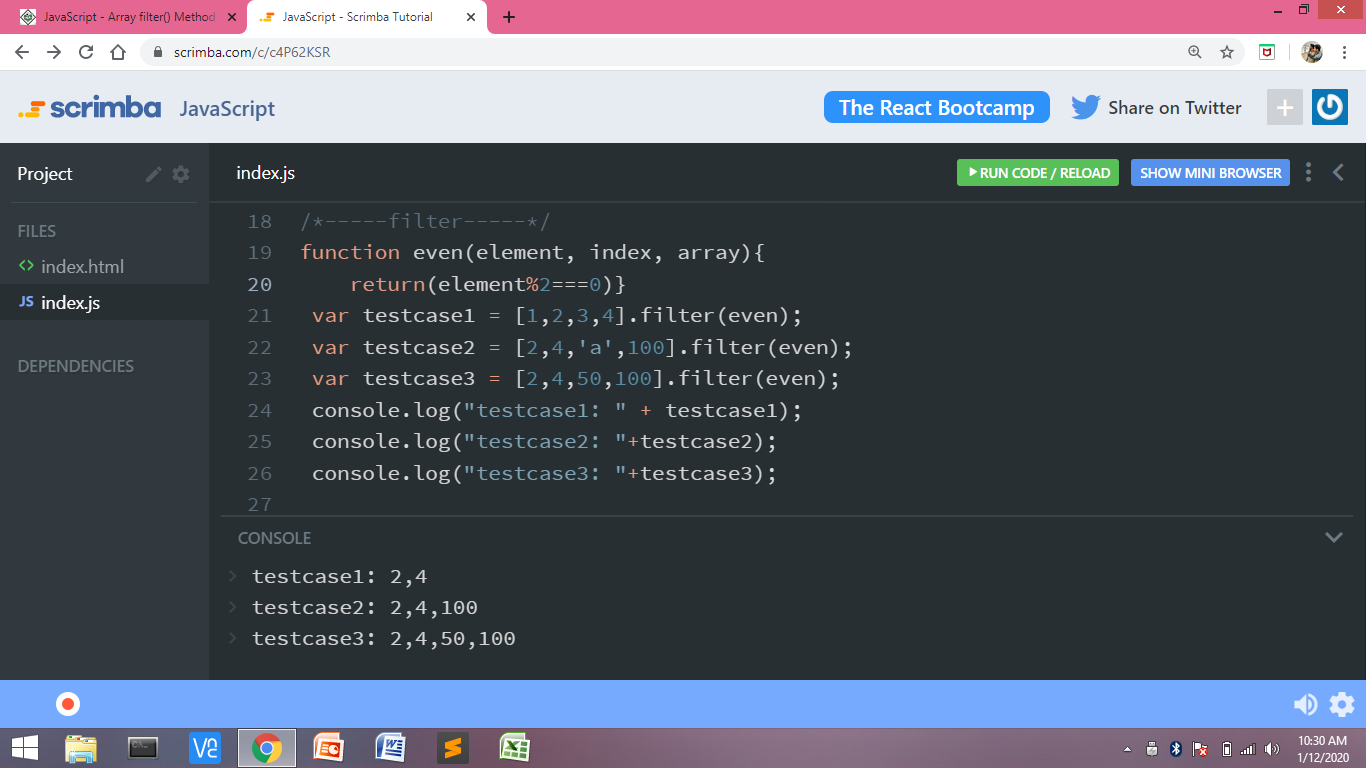 JavaScript - Array filter() Method
JavaScript - Scrimba Tutorial
scrimba.com/c/c4P62KSR
scrimba JavaScript
The React Bootcamp
Share on Twitter
Project
index.js
RUN CODE / RELOAD
SHOW MINI BROWSER
FILES
<> index.html
JS index.js
DEPENDENCIES
18 /*-----filter-----*/
19 function even(element, index, array){
20 return(element%2===0)}
21 var testcase1 = [1,2,3,4].filter(even);
22 var testcase2 = [2,4,'a',100].filter(even);
23 var testcase3 = [2,4,50,100].filter(even);
24 console.log("testcase1: " + testcase1);
25 console.log("testcase2: "+testcase2);
26 console.log("testcase3: "+testcase3);
27
CONSOLE
> testcase1: 2,4
> testcase2: 2,4,100
> testcase3: 2,4,50,100
10:30 AM
1/12/2020